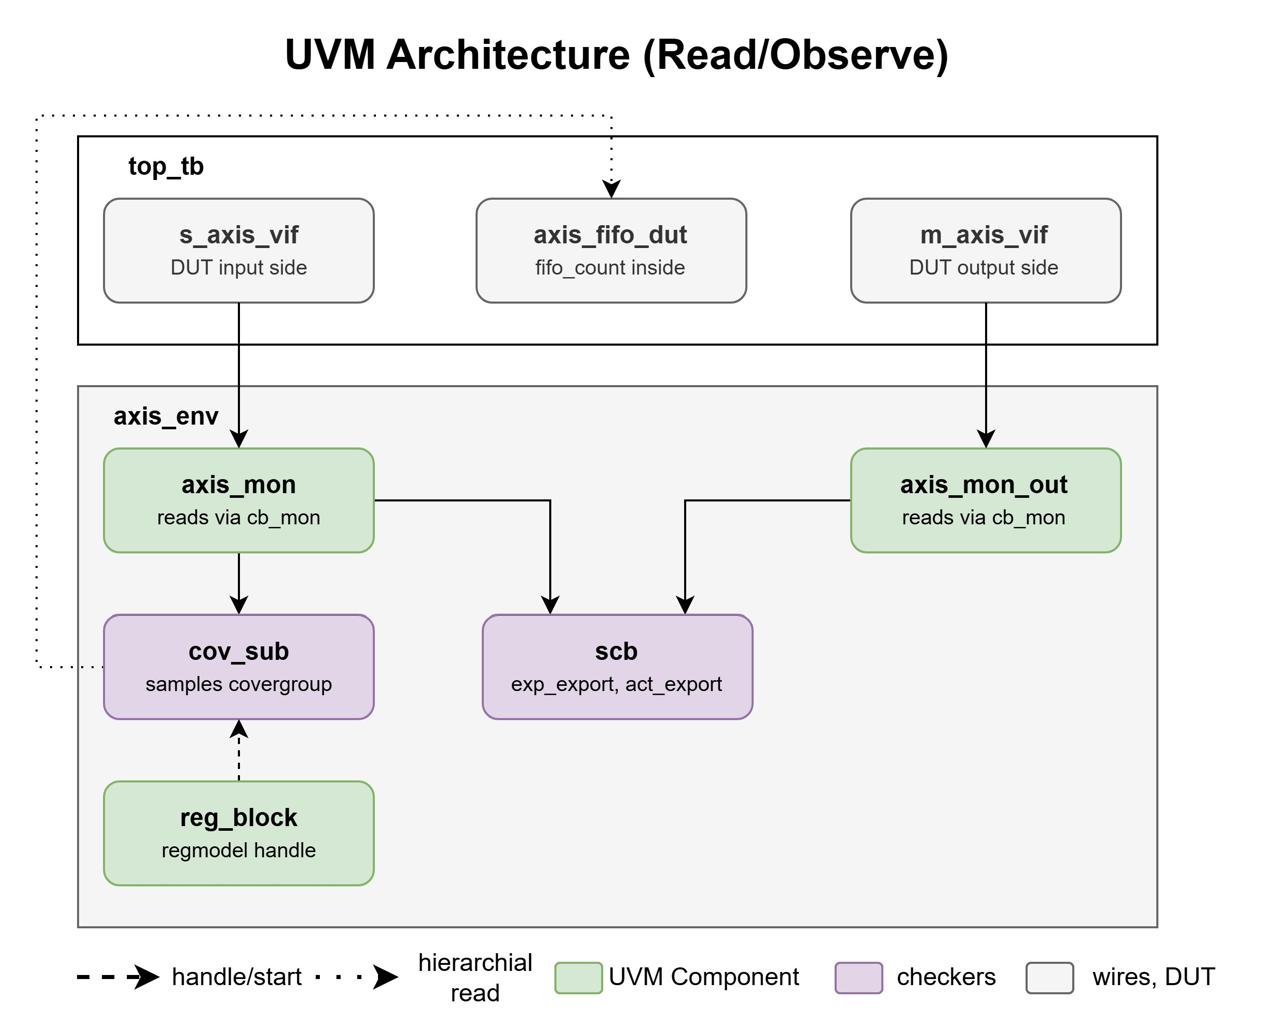 UVM Architecture (Read/Observe)
top_tb
s_axis_vif
DUT input side
axis_fifo_dut
fifo_count inside
m_axis_vif
DUT output side
axis_env
axis_mon
reads via cb_mon
axis_mon_out
reads via cb_mon
cov_sub
samples covergroup
scb
exp_export, act_export
reg_block
regmodel handle
handle/start
hierarchial
read
UVM Component
checkers
wires, DUT